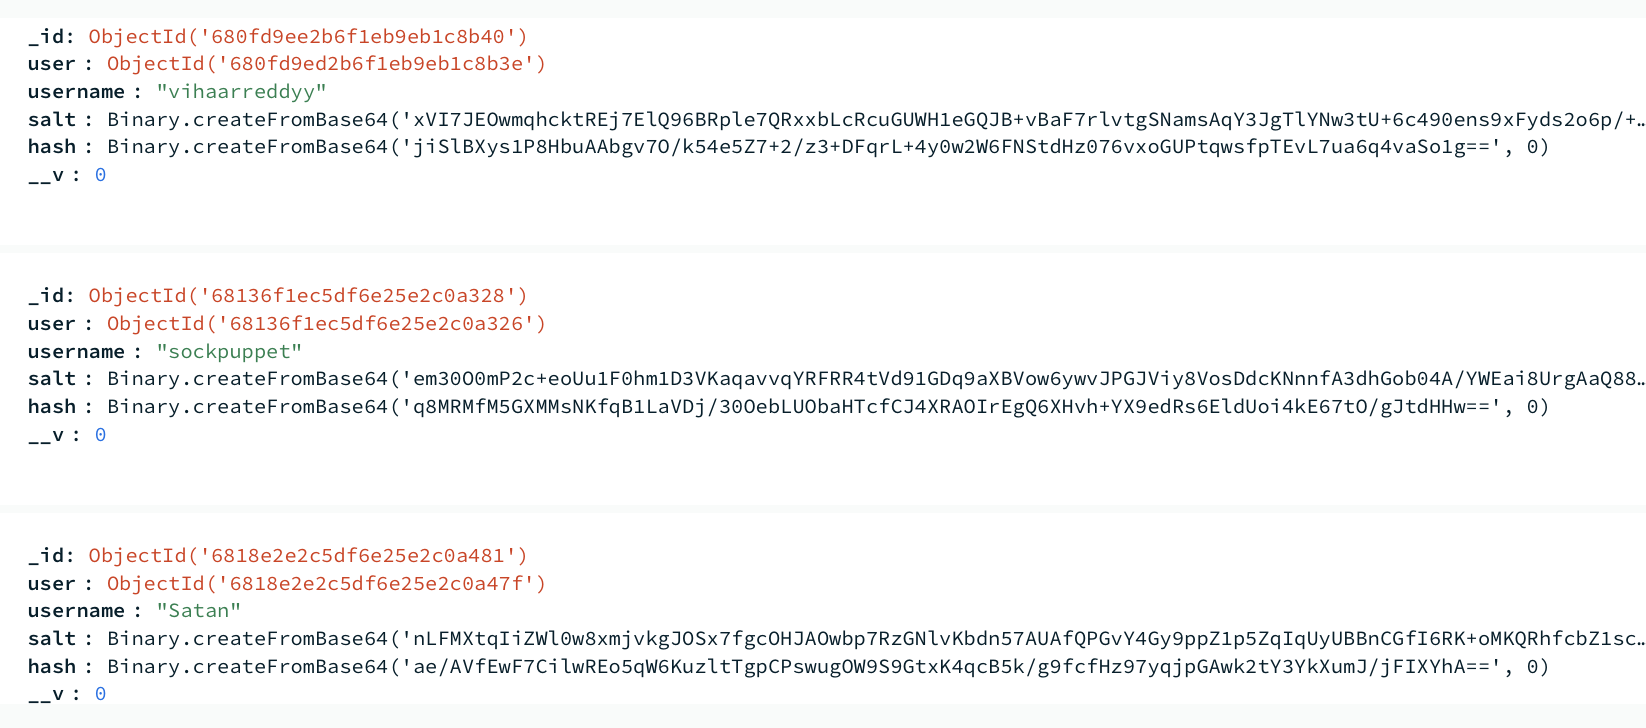 _id: ObjectId('680fd9ee2b6f1eb9eb1c8b40')
user : ObjectId('680fd9ed2b6f1eb9eb1c8b3e')
username : "vihaarreddyy"
salt : Binary.createFromBase64('xVI7JEOwmqhcktREj7ElQ96BRple7QRxxbLcRcuGUWH1eGQJB+vBaF7rlvtgSNamsAqY3JgTlYNw3tU+6c490ens9xFyds2o6p/+…
hash : Binary.createFromBase64('jiSlBXys1P8HbuAAbgv7O/k54e5Z7+2/z3+DFqrL+4y0w2W6FNStdHz076vxoGUPtqwsfpTEvL7ua6q4vaSo1g==', 0)
__v : 0
_id: ObjectId('68136f1ec5df6e25e2c0a328')
user : ObjectId('68136f1ec5df6e25e2c0a326')
username : "sockpuppet"
salt : Binary.createFromBase64('em30O0mP2c+eoUu1F0hm1D3VKaqavvqYRFRR4tVd91GDq9aXBVow6ywvJPGJViy8VosDdcKNnnfA3dhGob04A/YWEai8UrgAaQ88…
hash : Binary.createFromBase64('q8MRMfM5GXMMsNKfqB1LaVDj/30OebLUObaHTcfCJ4XRAOIrEgQ6XHvh+YX9edRs6EldUoi4kE67tO/gJtdHHw==', 0)
__v : 0
_id: ObjectId('6818e2e2c5df6e25e2c0a481')
user : ObjectId('6818e2e2c5df6e25e2c0a47f')
username : "Satan"
salt : Binary.createFromBase64('nLFMXtqIiZWl0w8xmjvkgJOSx7fgcOHJAOwbp7RzGNlvKbdn57AUAfQPGvY4Gy9ppZ1p5ZqIqUyUBBnCGfI6RK+oMKQRhfcbZ1sc…
hash : Binary.createFromBase64('ae/AVfEwF7CilwREo5qW6KuzltTgpCPswugOW9S9GtxK4qcB5k/g9fcfHz97yqjpGAwk2tY3YkXumJ/jFIXYhA==', 0)
__v : 0